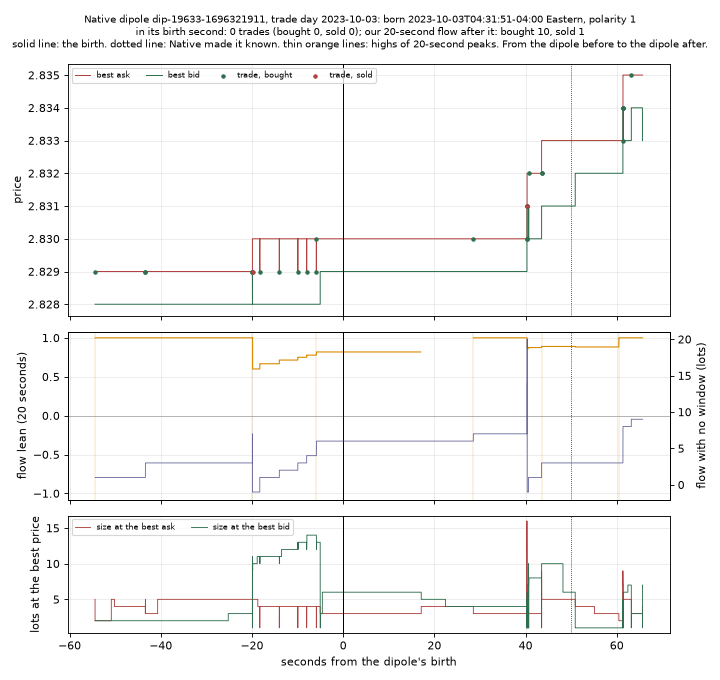 Native dipole dip-19633-1696321911, trade day 2023-10-03: born 2023-10-03T04:31:51-04:00 Eastern, polarity 1
in its birth second: 0 trades (bought 0, sold 0); our 20-second flow after it: bought 10, sold 1
solid line: the birth. dotted line: Native made it known. thin orange lines: highs of 20-second peaks. From the dipole before to the dipole after.
best ask
best bid
trade, bought
trade, sold
2.835
2.834
2.833
2.832
2.831
2.830
2.829
2.828
price
1.0
0.5
0.0
−0.5
−1.0
flow lean (20 seconds)
20
15
10
5
0
flow with no window (lots)
size at the best ask
size at the best bid
15
10
5
lots at the best price
−60
−40
−20
0
20
40
60
seconds from the dipole's birth